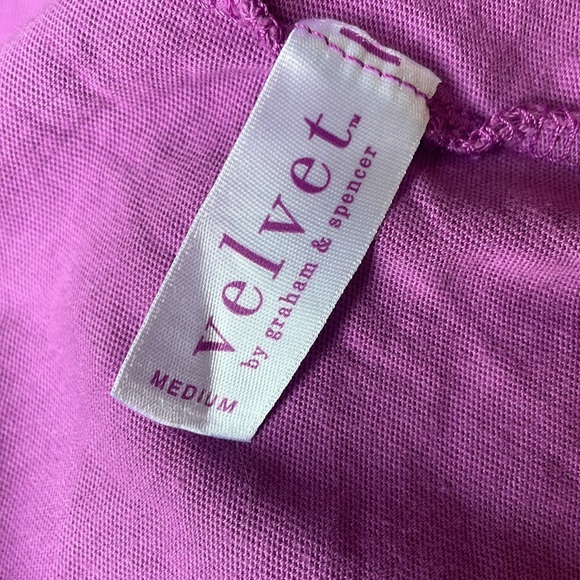 velvet™
by graham & spencer
MEDIUM